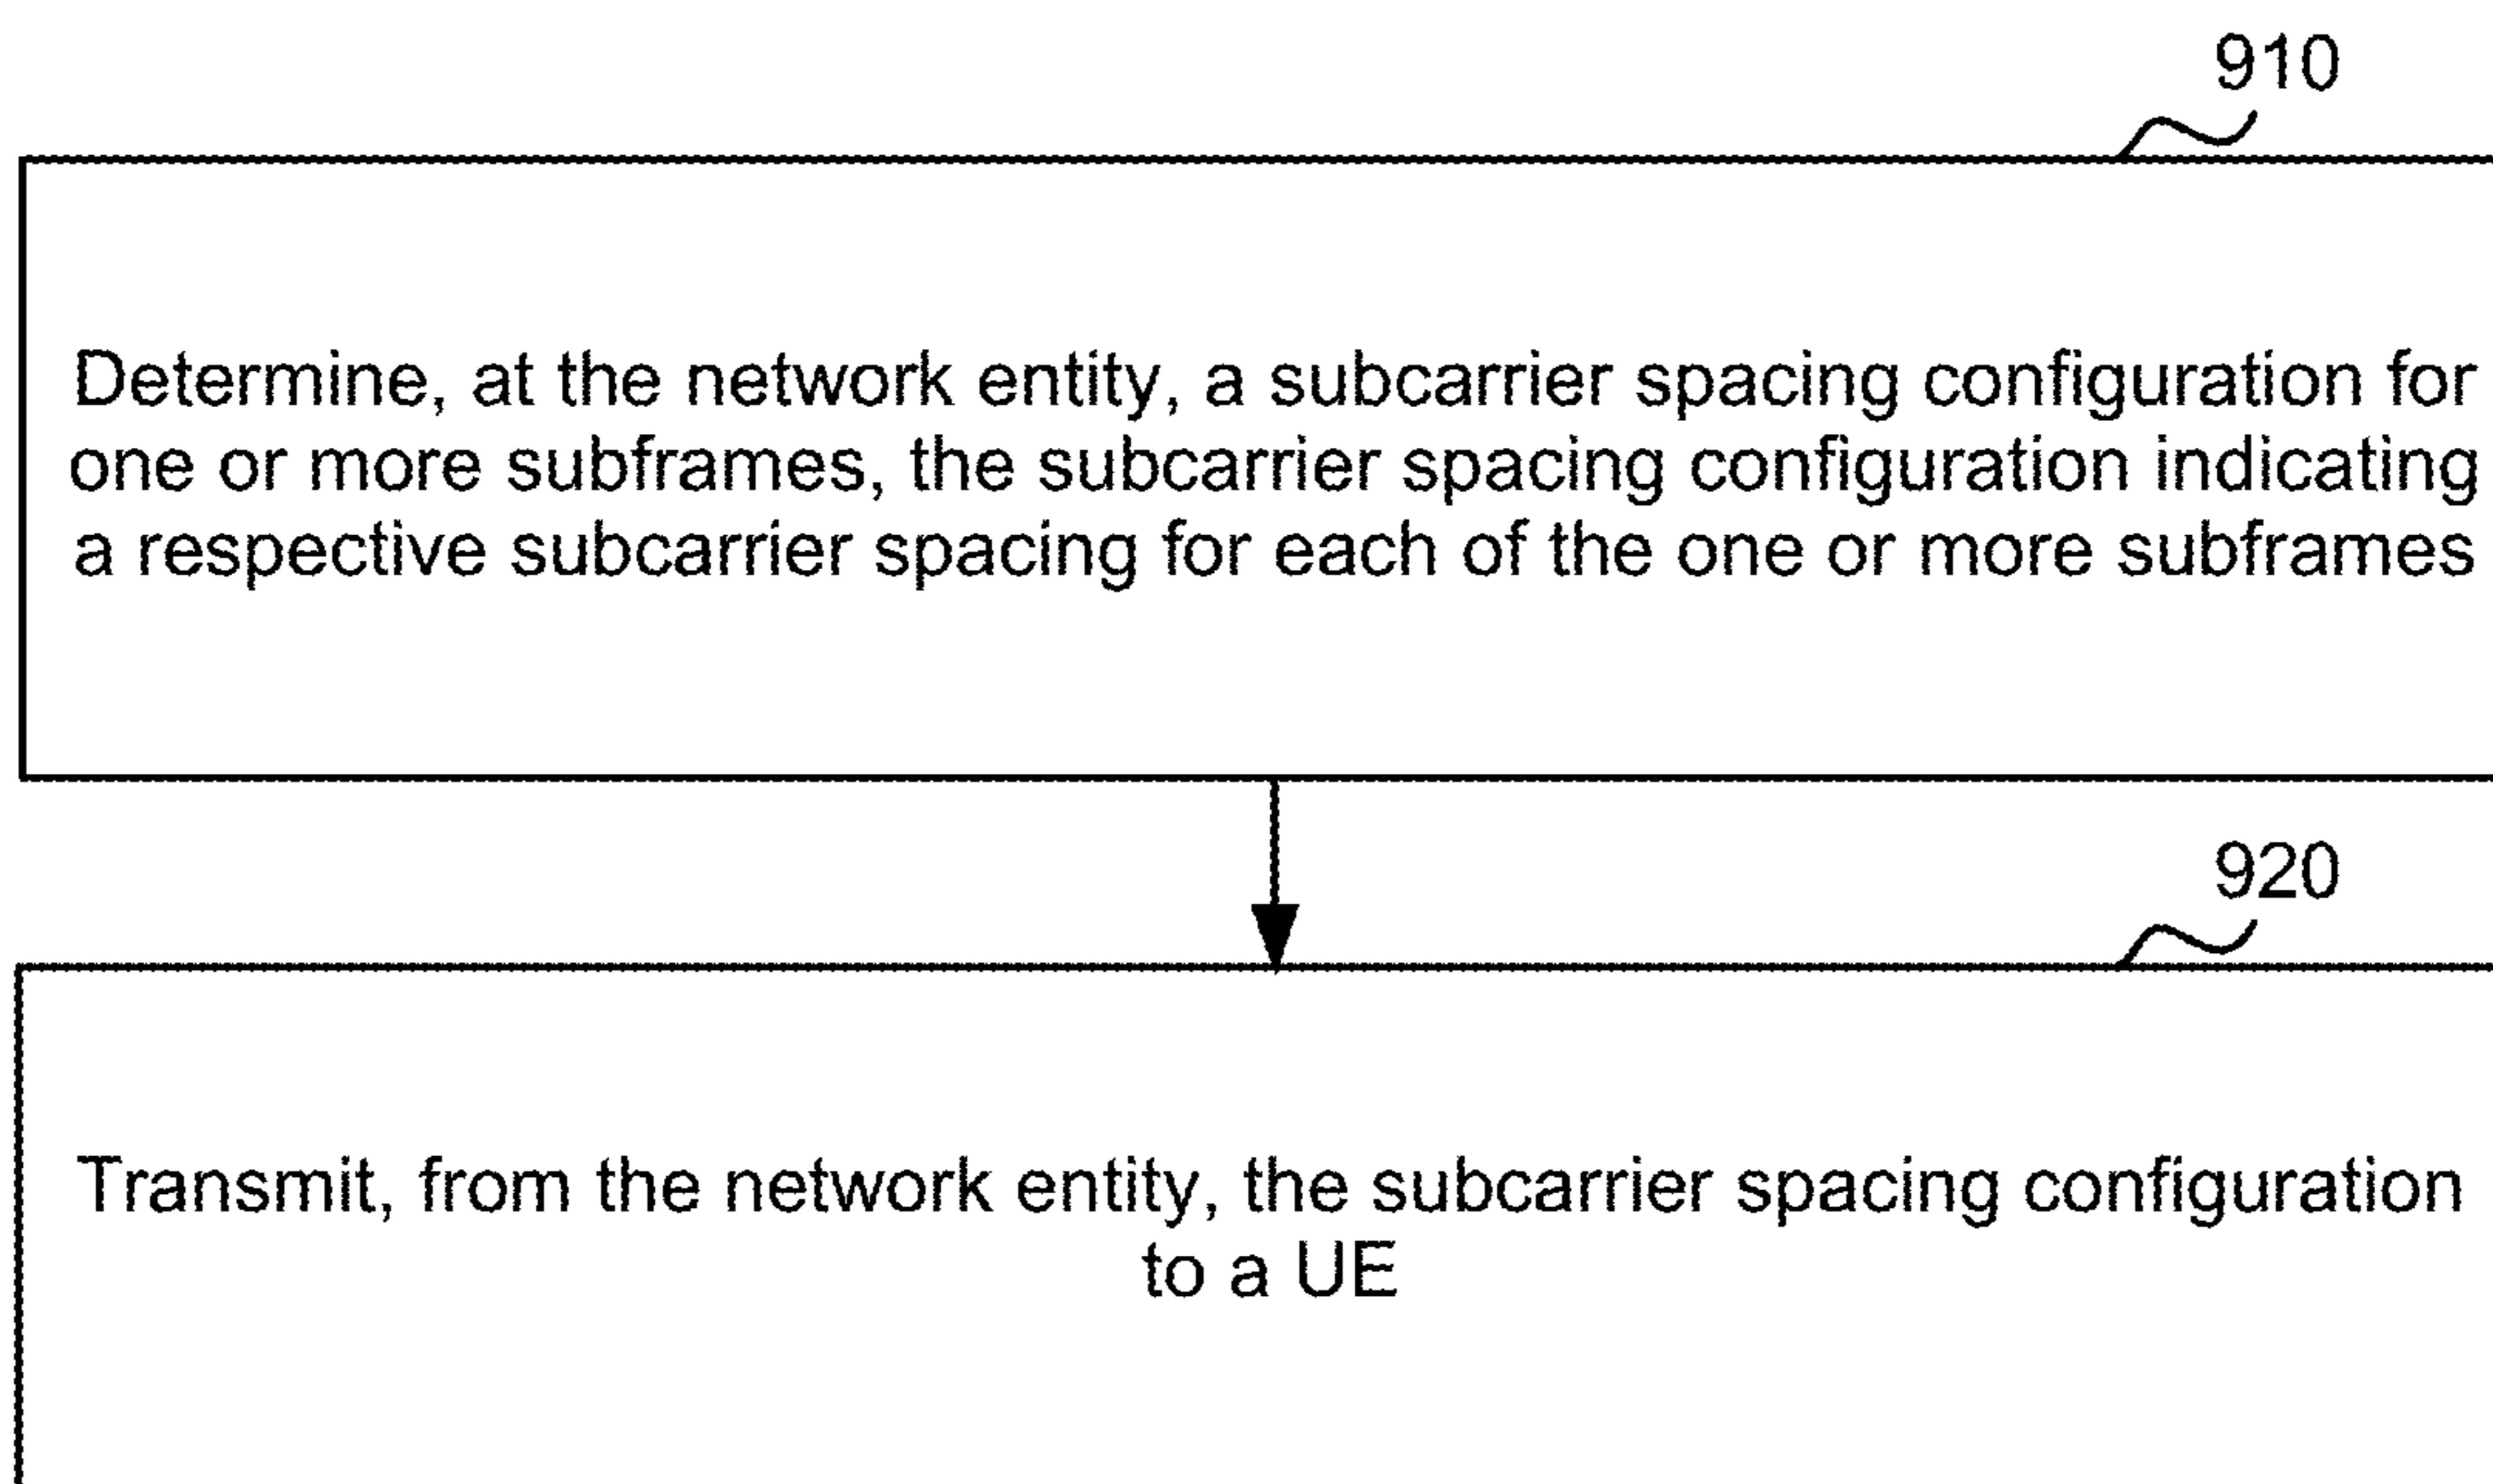 910
Determine, at the network entity, a subcarrier spacing configuration for
one or more subframes, the subcarrier spacing configuration indicating
a respective subcarrier spacing for each of the one or more subframes
920
Transmit, from the network entity, the subcarrier spacing configuration
to a UE